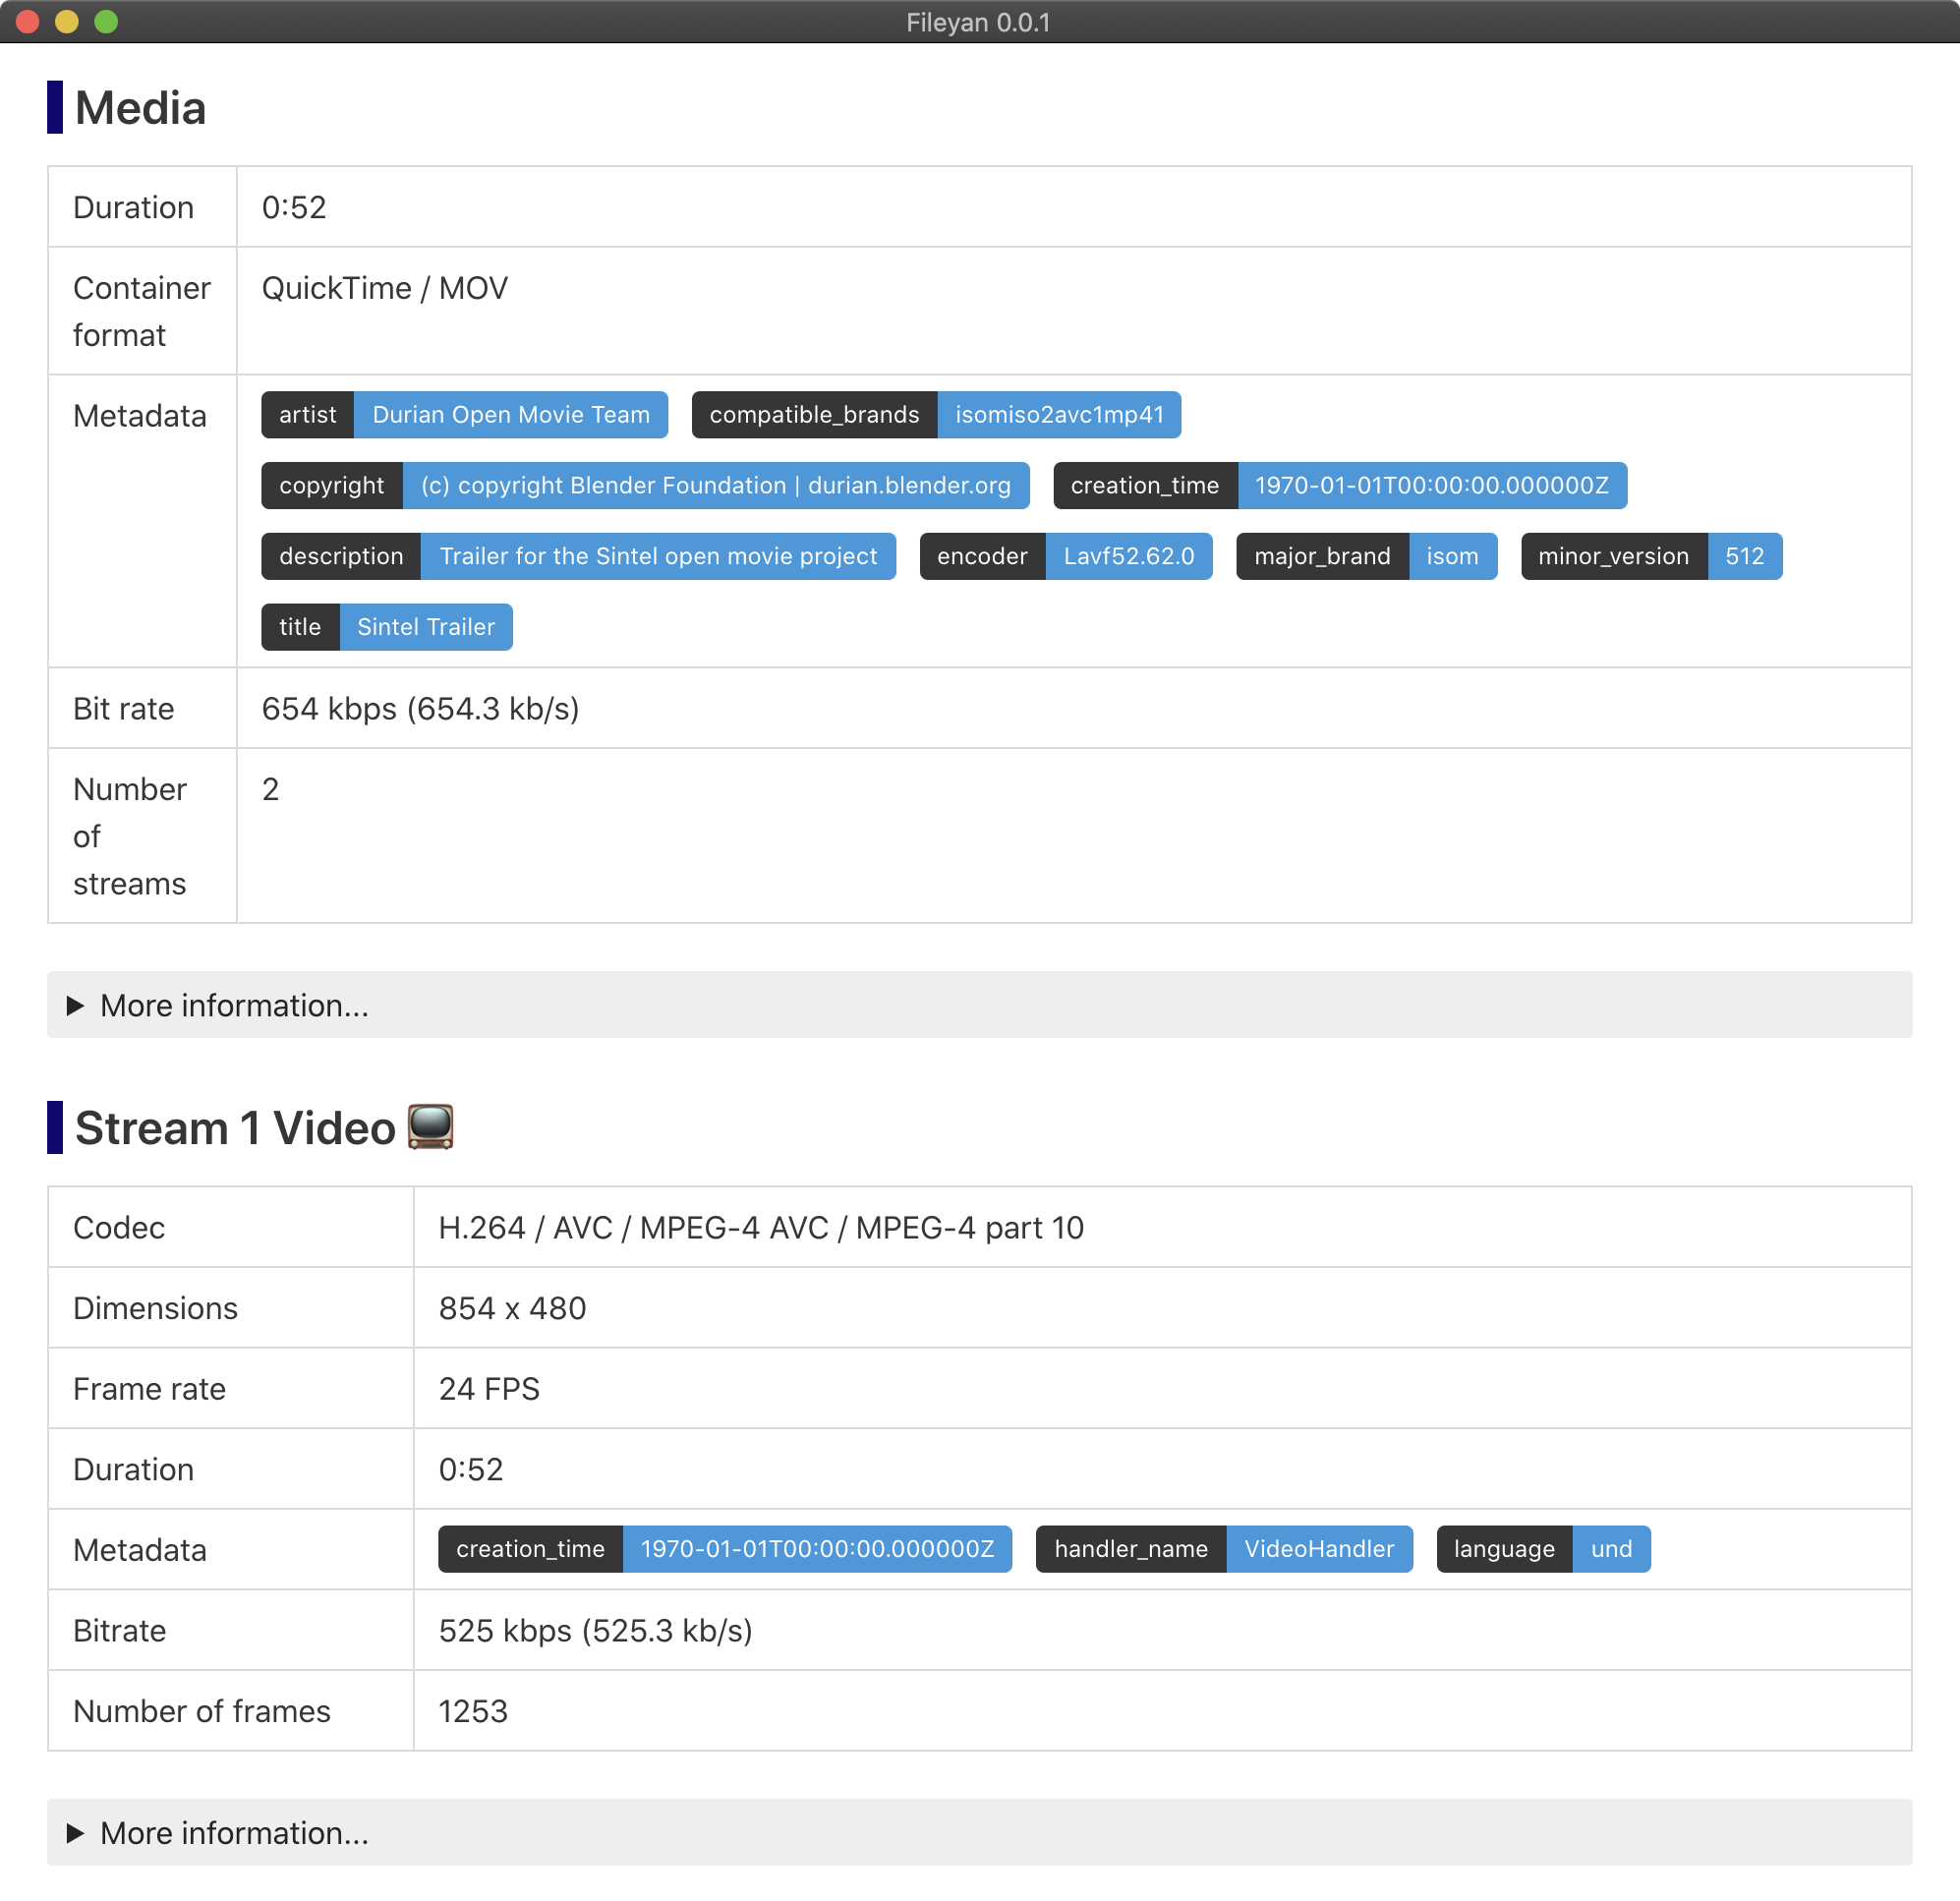 Fileyan 0.0.1
Media
Duration 0:52
Container format QuickTime / MOV
Metadata artist Durian Open Movie Team compatible_brands isomiso2avc1mp41
copyright (c) copyright Blender Foundation | durian.blender.org creation_time 1970-01-01T00:00:00.000000Z
description Trailer for the Sintel open movie project encoder Lavf52.62.0 major_brand isom minor_version 512
title Sintel Trailer
Bit rate 654 kbps (654.3 kb/s)
Number of streams 2
More information...
Stream 1 Video
Codec H.264 / AVC / MPEG-4 AVC / MPEG-4 part 10
Dimensions 854 x 480
Frame rate 24 FPS
Duration 0:52
Metadata creation_time 1970-01-01T00:00:00.000000Z handler_name VideoHandler language und
Bitrate 525 kbps (525.3 kb/s)
Number of frames 1253
More information...